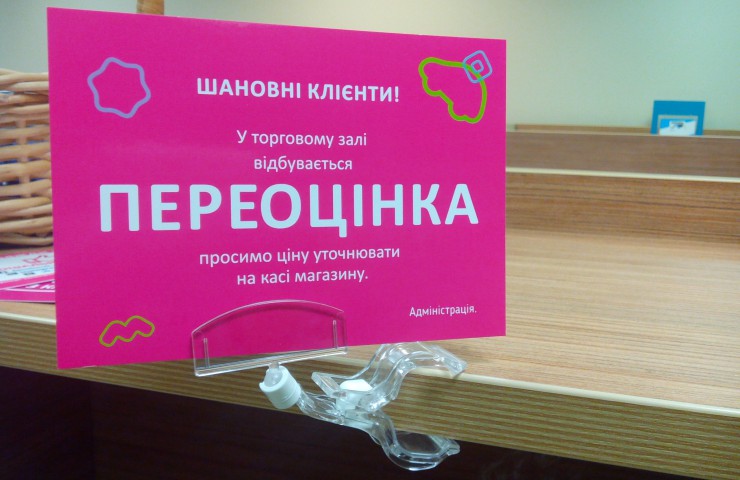 ШАНОВНІ КЛІЄНТИ!
У торговому залі
відбувається
ПЕРЕОЦІНКА
просимо ціну уточнювати
на касі магазину.
Адміністрація.